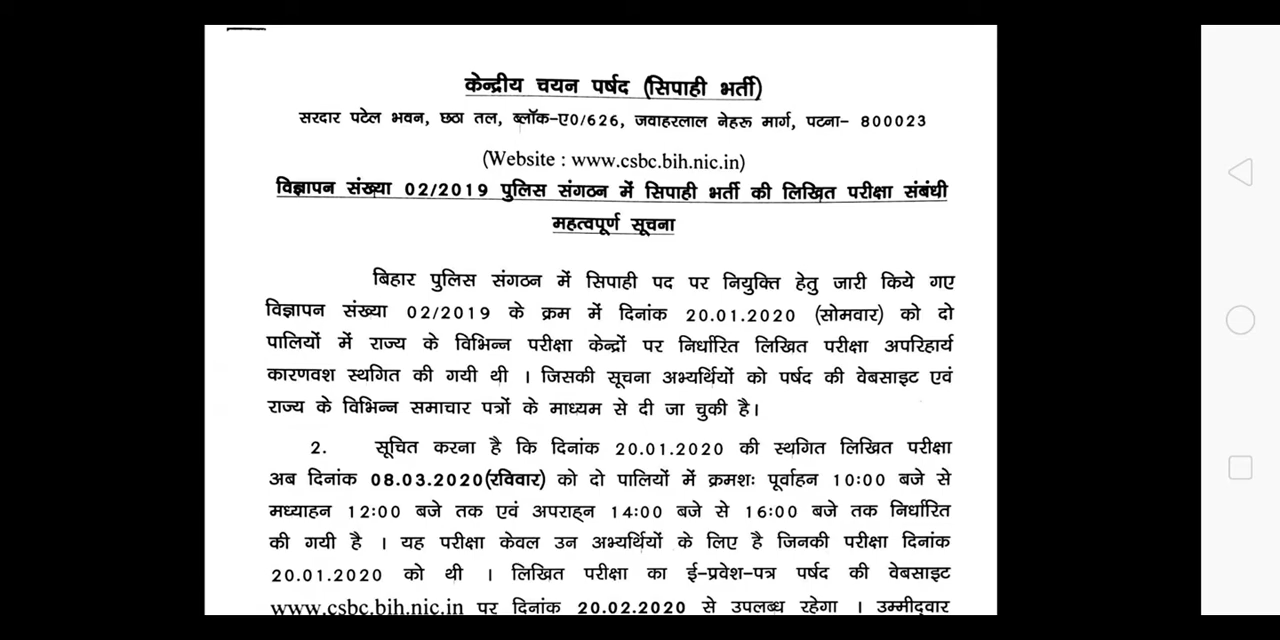 केन्द्रीय चयन पर्षद (सिपाही भर्ती)
सरदार पटेल भवन, छठा तल, ब्लॉक-ए0/626, जवाहरलाल नेहरू मार्ग, पटना- 800023
(Website : www.csbc.bih.nic.in)
विज्ञापन संख्या 02/2019 पुलिस संगठन में सिपाही भर्ती की लिखित परीक्षा संबंधी
महत्वपूर्ण सूचना
बिहार पुलिस संगठन में सिपाही पद पर नियुक्ति हेतु जारी किये गए
विज्ञापन संख्या 02/2019 के क्रम में दिनांक 20.01.2020 (सोमवार) को दो
पालियों में राज्य के विभिन्न परीक्षा केन्द्रों पर निर्धारित लिखित परीक्षा अपरिहार्य
कारणवश स्थगित की गयी थी । जिसकी सूचना अभ्यर्थियों को पर्षद की वेबसाइट एवं
राज्य के विभिन्न समाचार पत्रों के माध्यम से दी जा चुकी है।
2. सूचित करना है कि दिनांक 20.01.2020 की स्थगित लिखित परीक्षा
अब दिनांक 08.03.2020(रविवार) को दो पालियों में क्रमशः पूर्वाहन 10:00 बजे से
मध्याहन 12:00 बजे तक एवं अपराह्न 14:00 बजे से 16:00 बजे तक निर्धारित
की गयी है । यह परीक्षा केवल उन अभ्यर्थियों के लिए है जिनकी परीक्षा दिनांक
20.01.2020 को थी । लिखित परीक्षा का ई-प्रवेश-पत्र पर्षद की वेबसाइट
www.csbc.bih.nic.in पर दिनांक 20.02.2020 से उपलब्ध रहेगा । उम्मीदवार